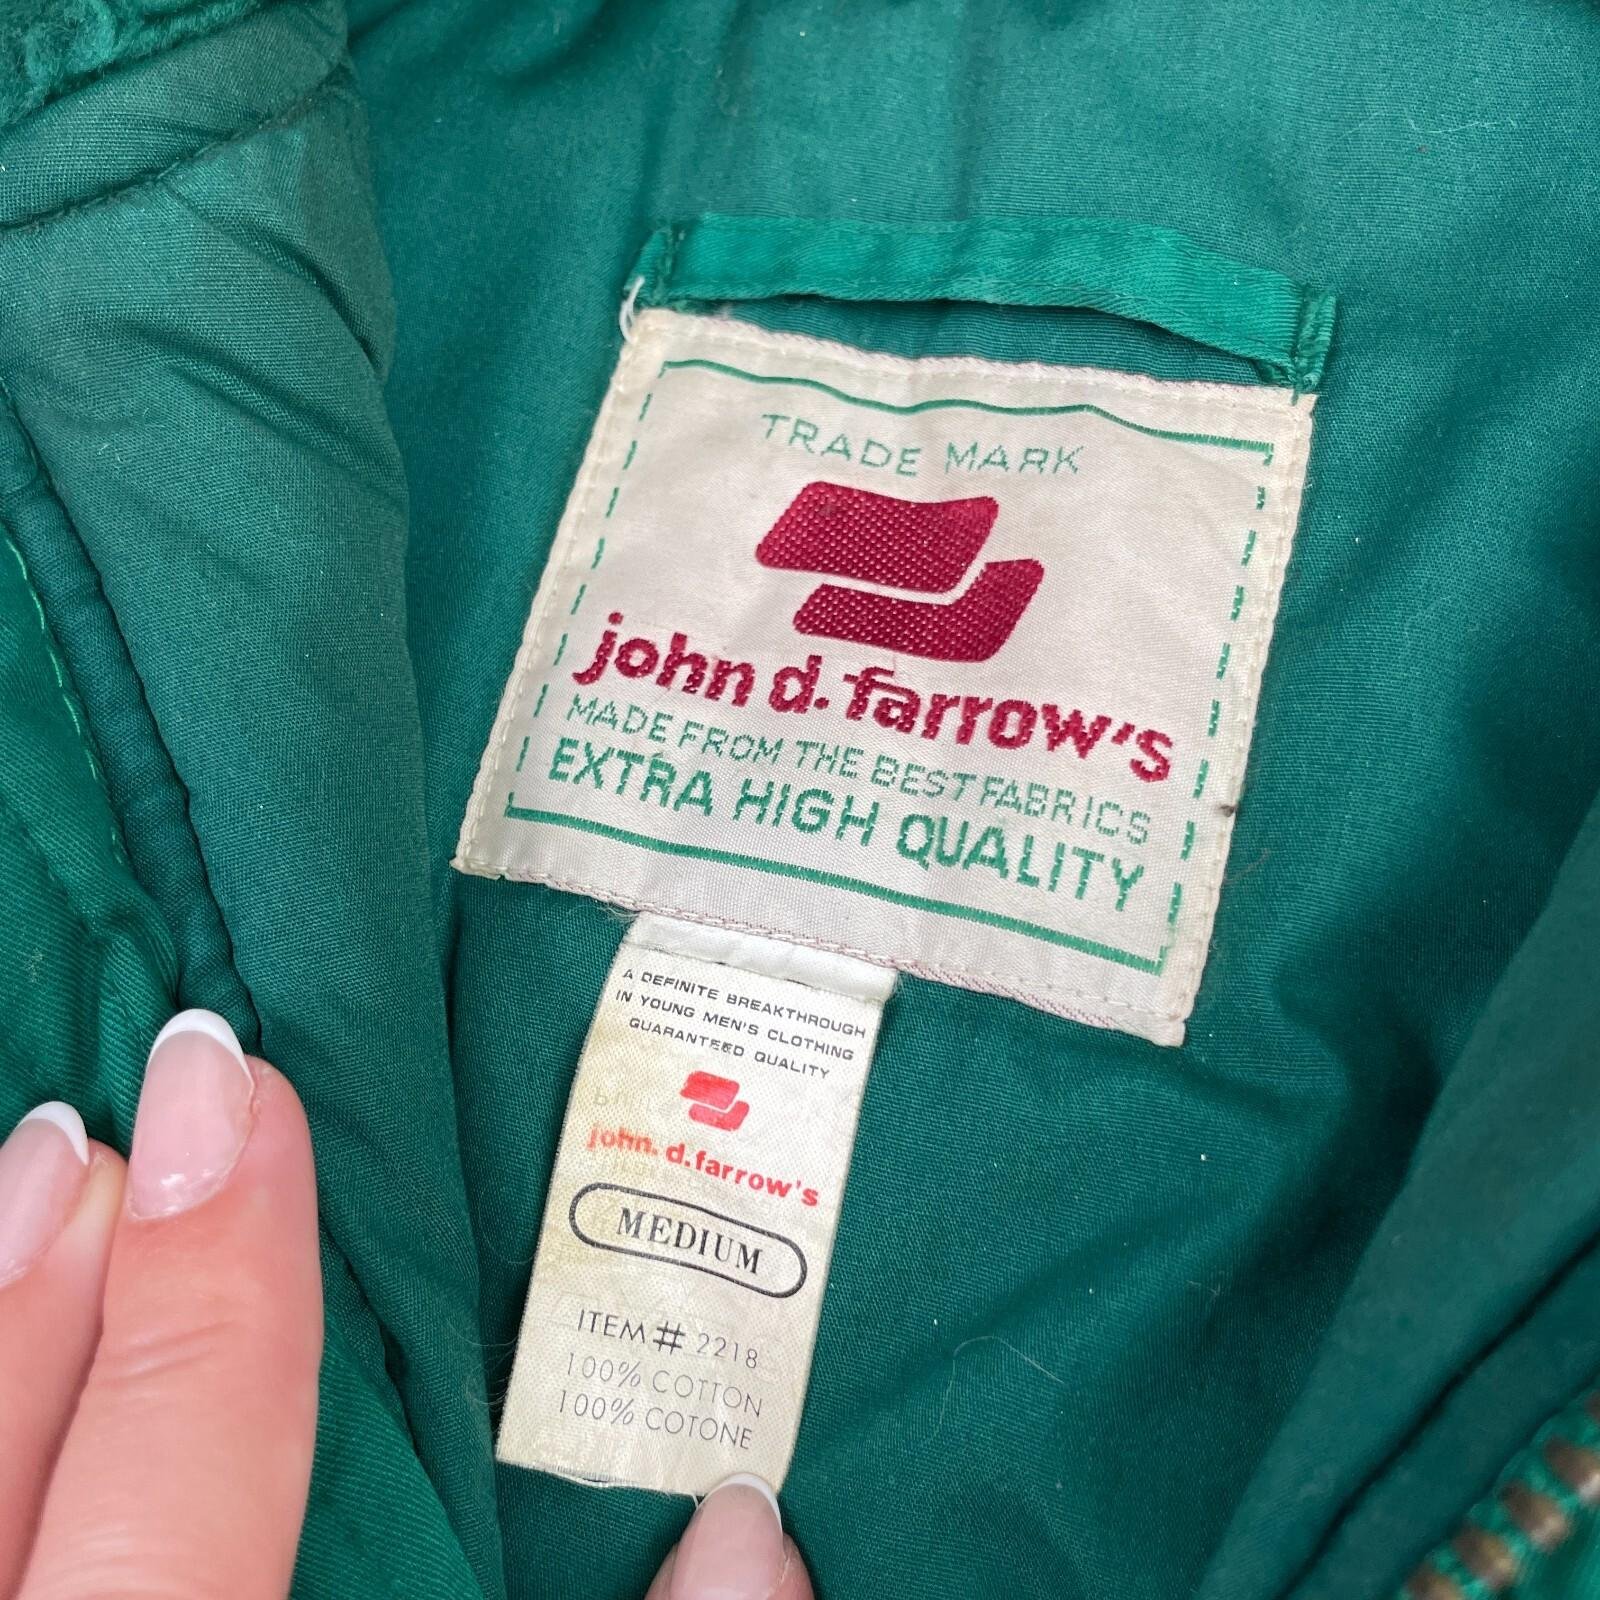 TRADE MARK
john d. farrow's
MADE FROM THE BEST FABRICS
EXTRA HIGH QUALITY
A DEFINITE BREAKTHROUGH
IN YOUNG MEN'S CLOTHING
GUARANTEED QUALITY
john. d. farrow's
MEDIUM
ITEM # 2218
100% COTTON
100% COTONE